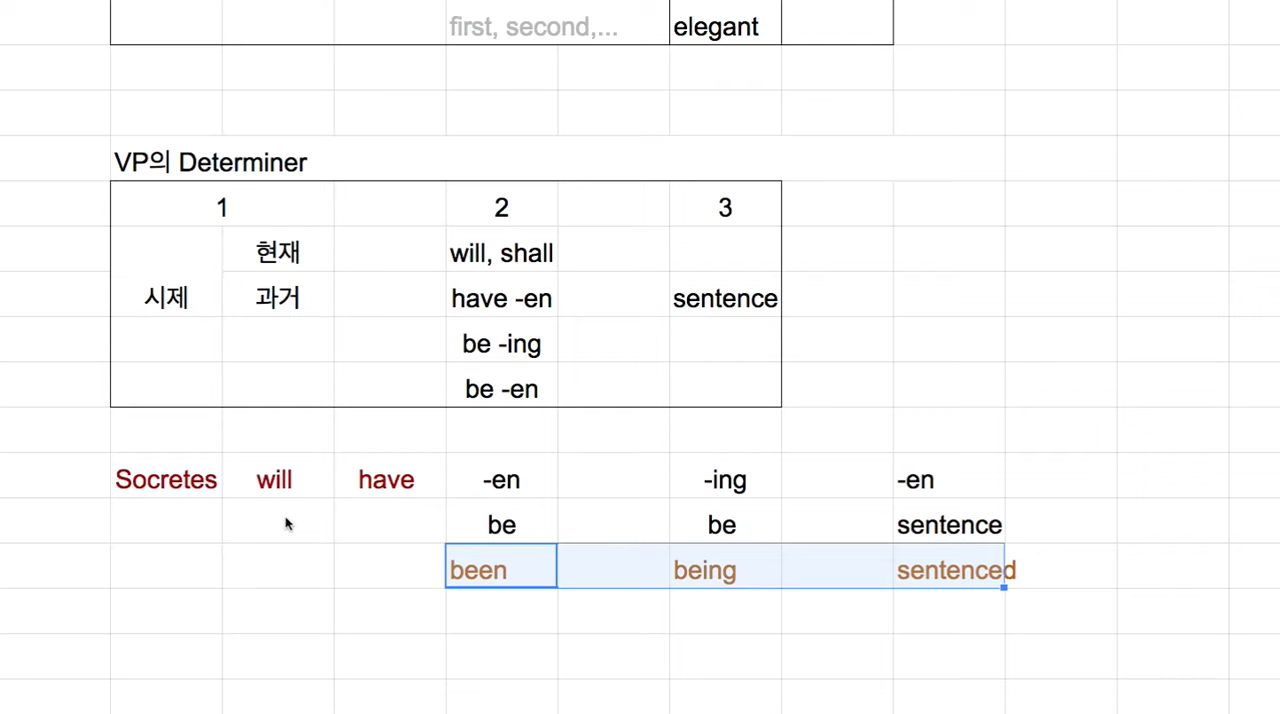 first, second,... elegant
VP의 Determiner
1 2 3
현재 will, shall
시제 과거 have -en sentence
be -ing
be -en
Socretes will have -en -ing -en
be be sentence
been being sentenced